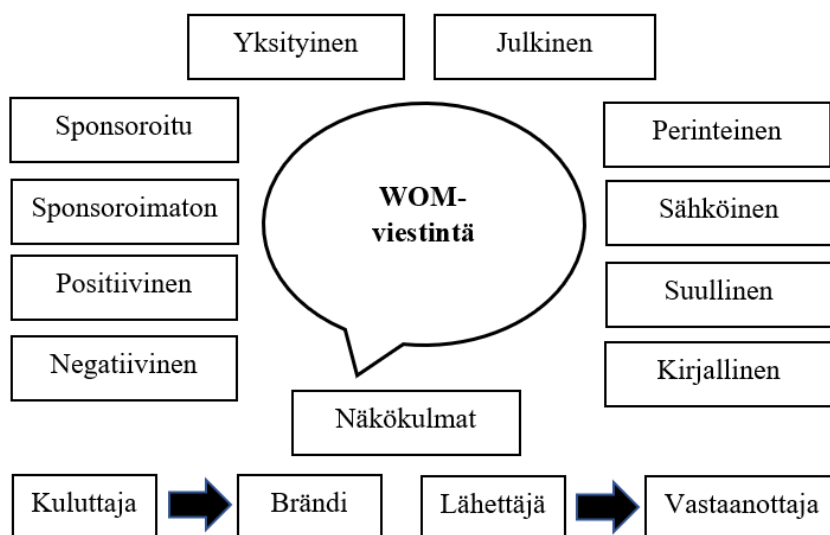 Yksityinen
Julkinen
Sponsoroitu
Sponsoroimaton
Positiivinen
Negatiivinen
WOM-
viestintä
Perinteinen
Sähköinen
Suullinen
Kirjallinen
Näkökulmat
Kuluttaja
Brändi
Lähettäjä
Vastaanottaja